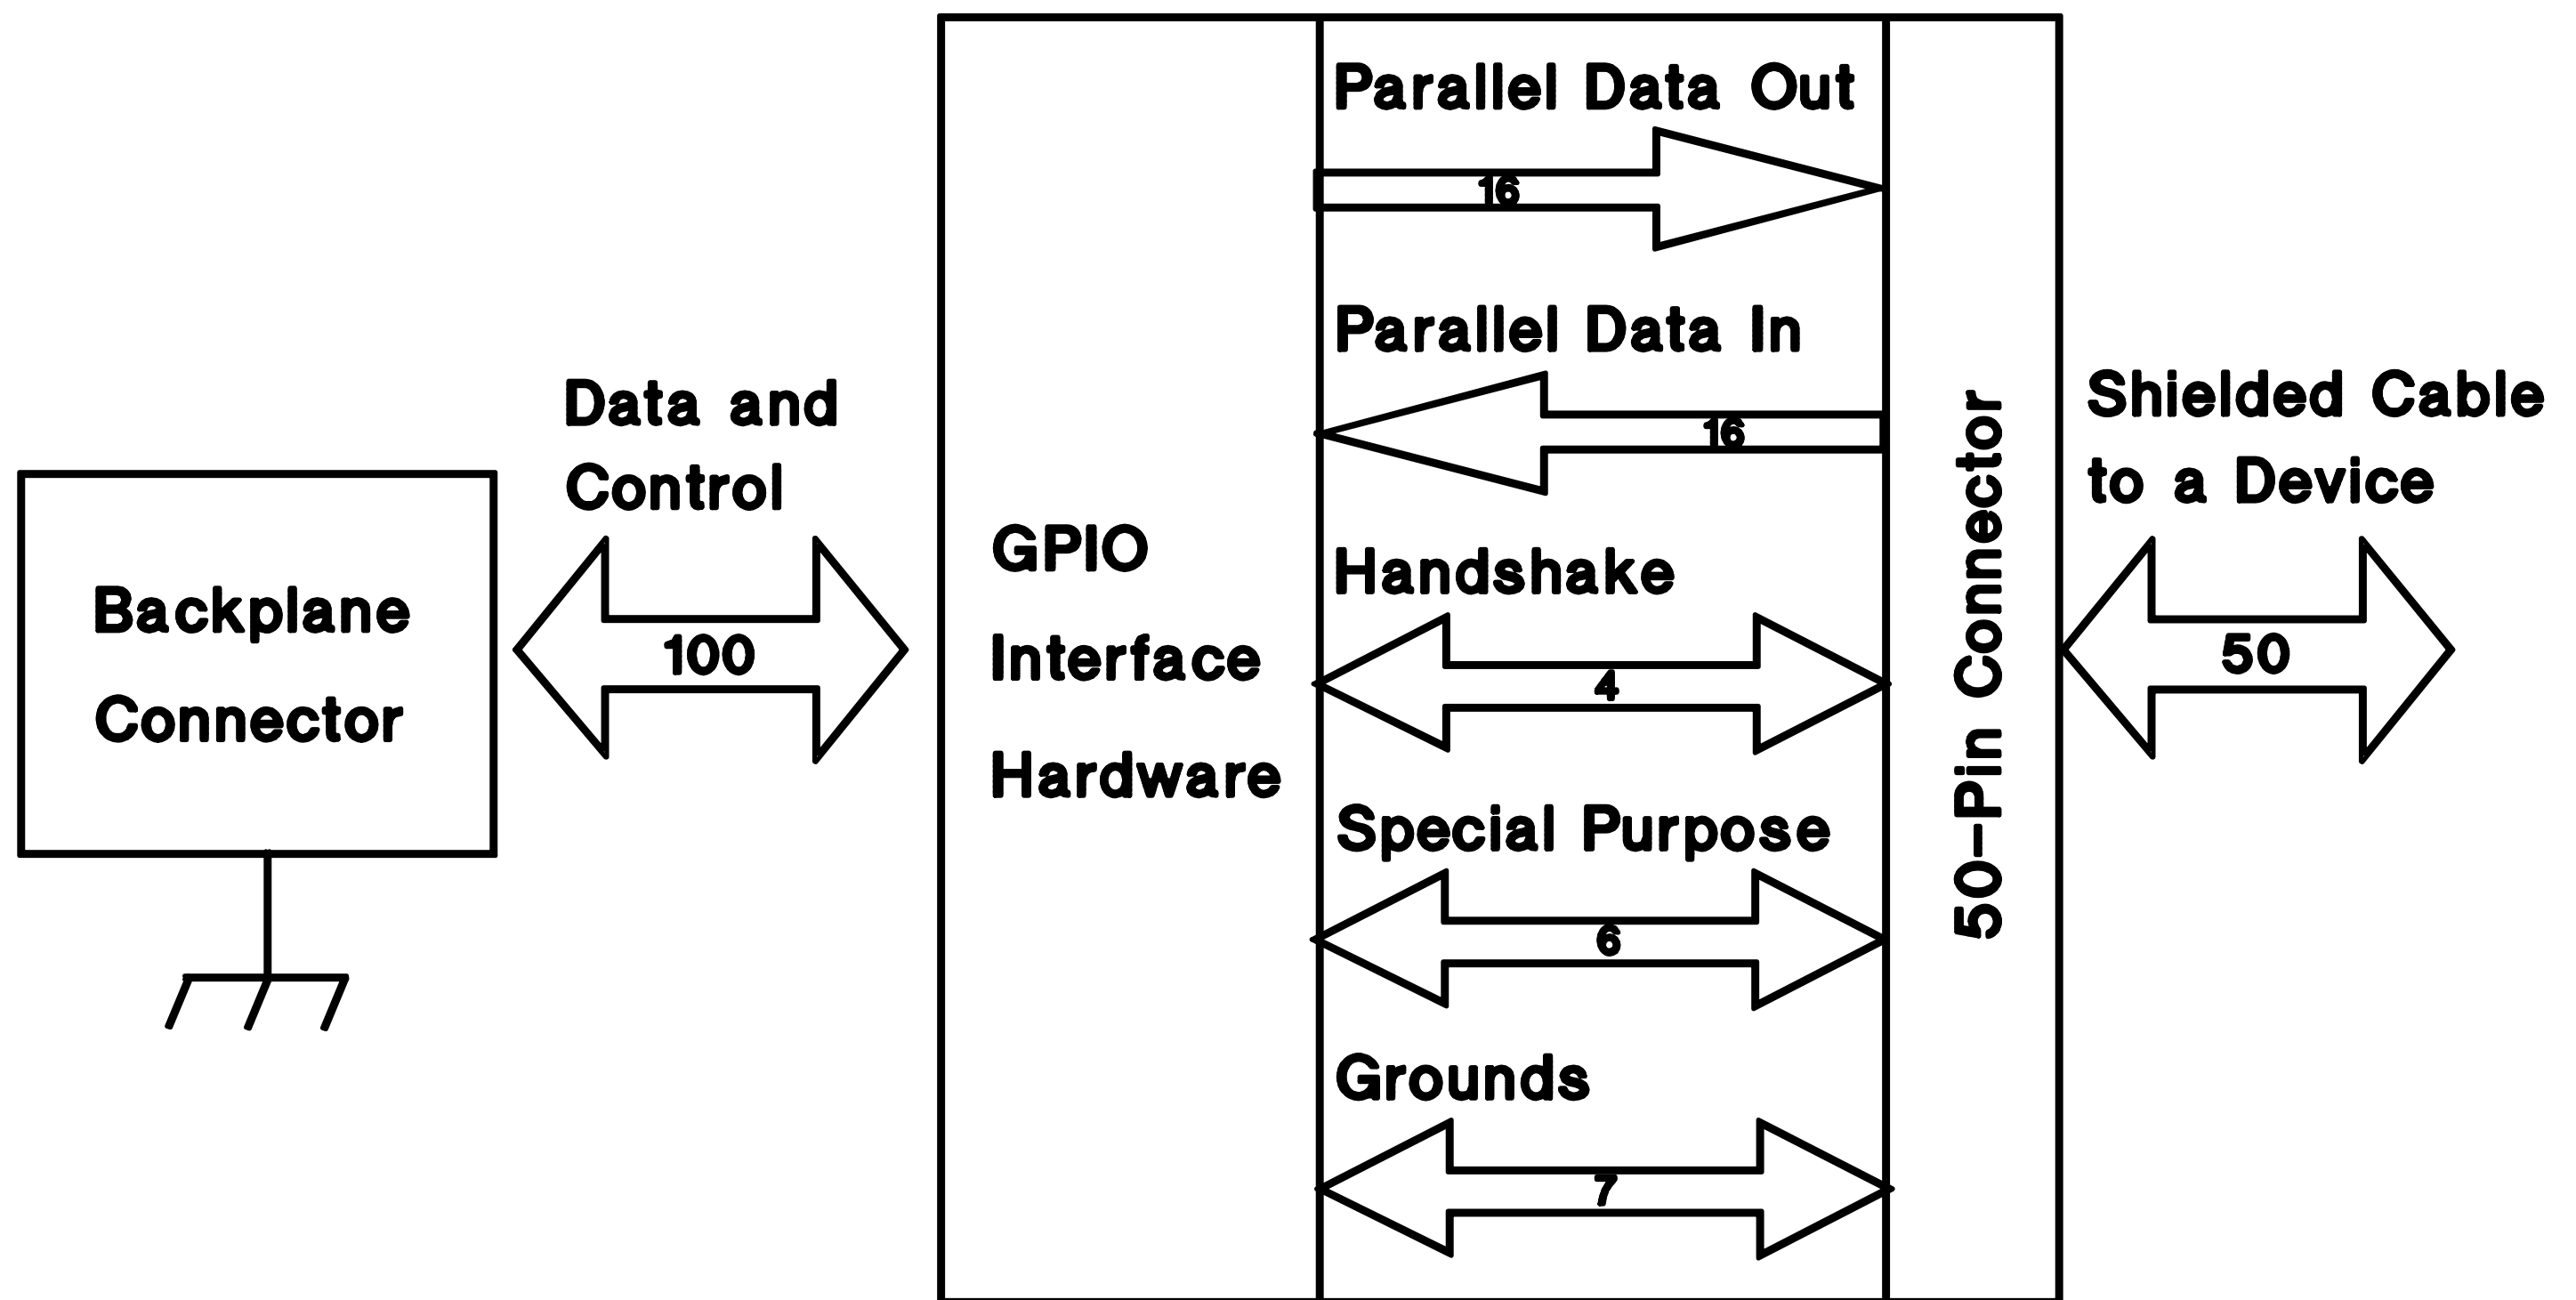 Backplane
Connector
Data and
Control
100
GPIO
Interface
Hardware
Parallel Data Out
16
Parallel Data In
16
Handshake
4
Special Purpose
6
Grounds
7
50-Pin Connector
Shielded Cable
to a Device
50